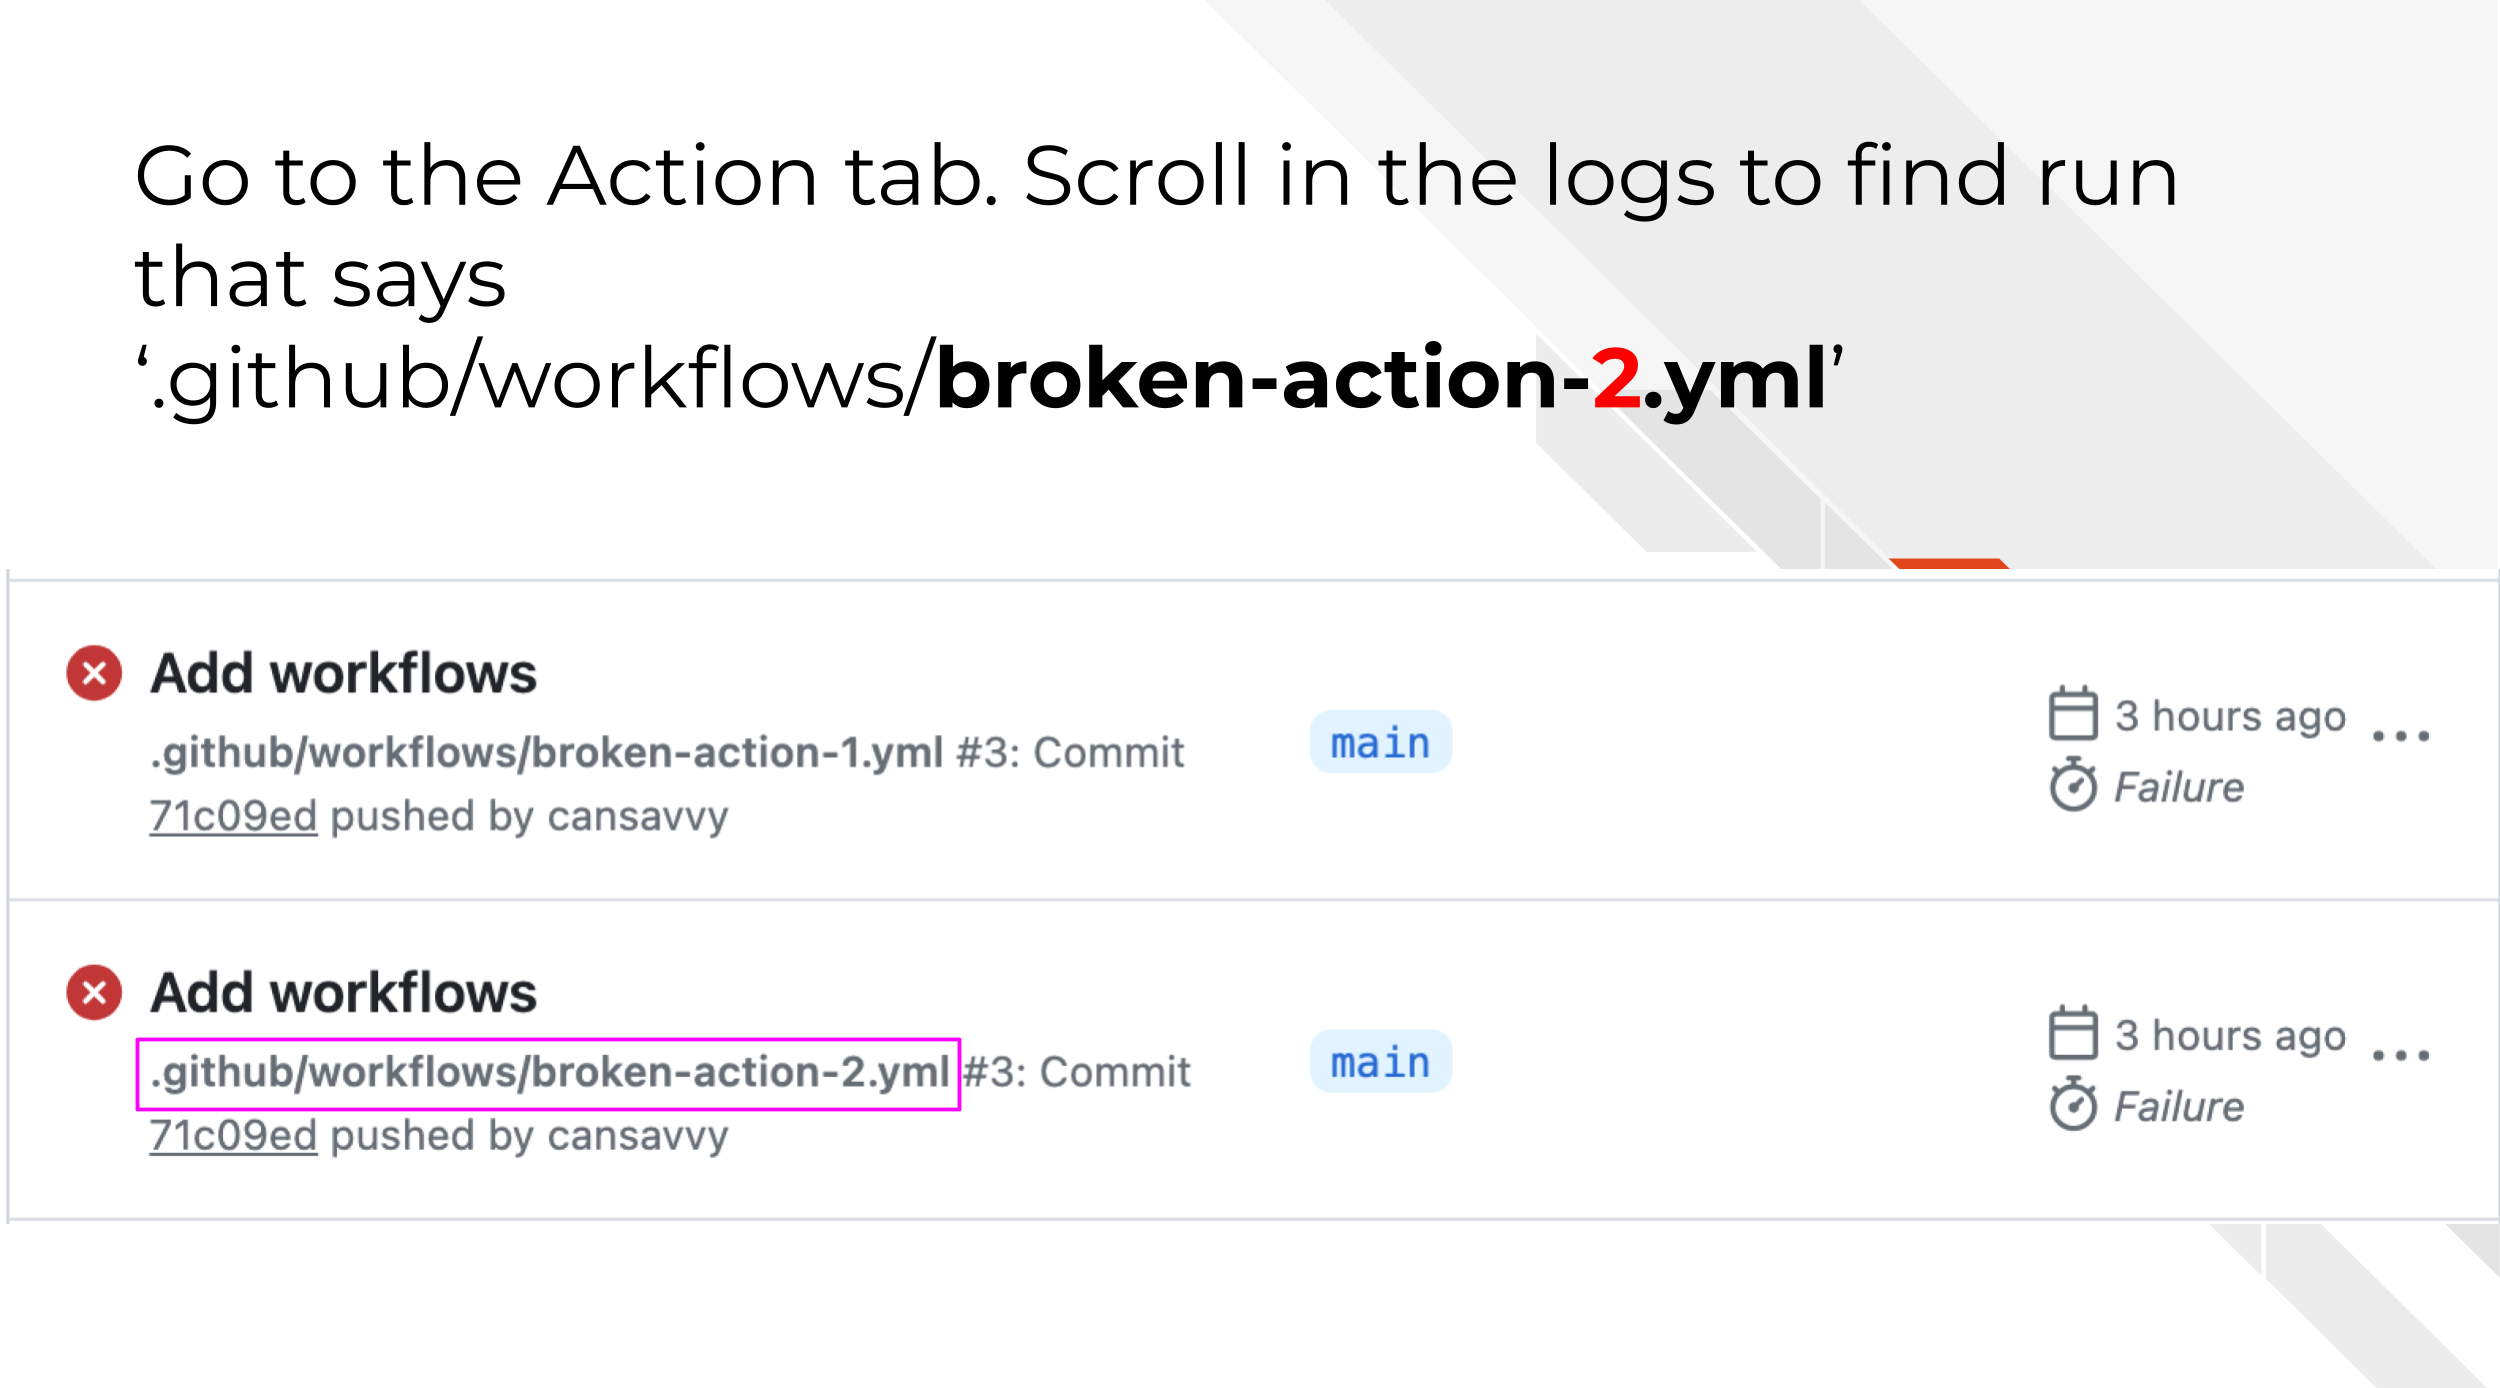 Go to the Action tab. Scroll in the logs to find run
that says
‘.github/workflows/broken-action-2.yml’
Add workflows
.github/workflows/broken-action-1.yml #3: Commit
71c09ed pushed by cansavvy
main
3 hours ago
Failure
Add workflows
.github/workflows/broken-action-2.yml #3: Commit
71c09ed pushed by cansavvy
main
3 hours ago
Failure